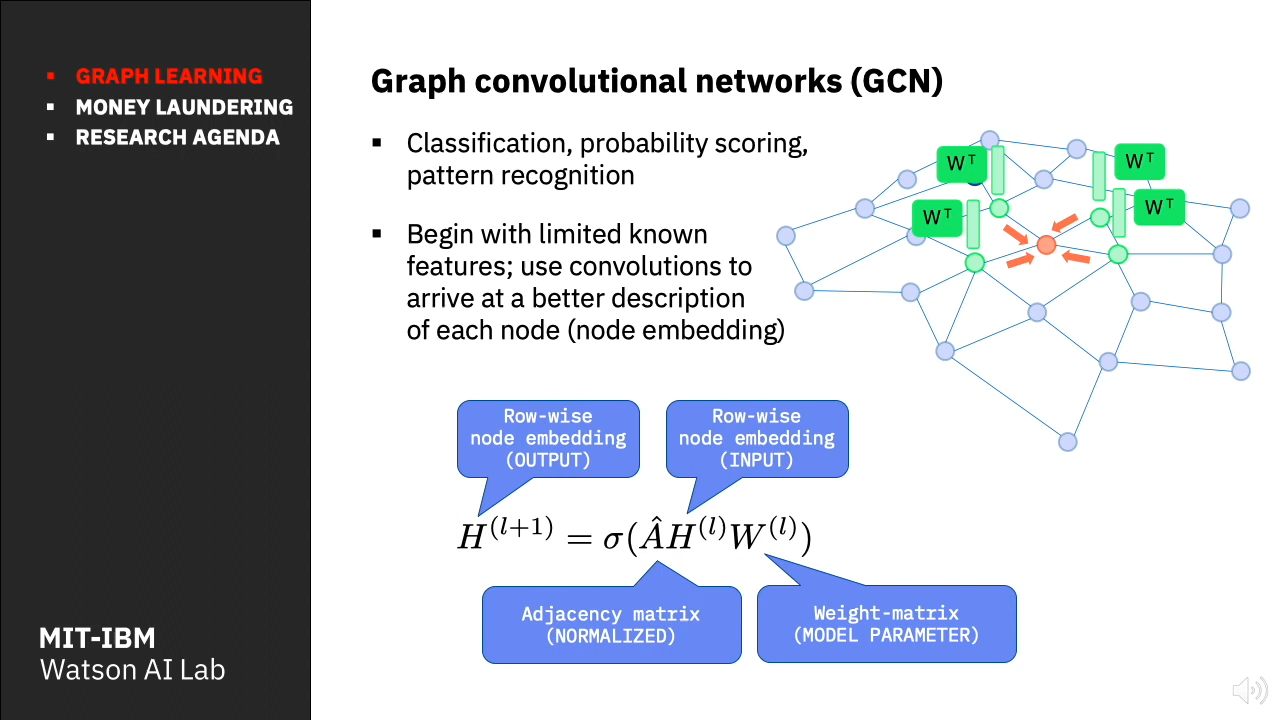 GRAPH LEARNING
MONEY LAUNDERING
RESEARCH AGENDA
MIT-IBM
Watson AI Lab
Graph convolutional networks (GCN)
Classification, probability scoring,
pattern recognition
Begin with limited known
features; use convolutions to
arrive at a better description
of each node (node embedding)
Wᵀ
Wᵀ
Wᵀ
Wᵀ
Row-wise
node embedding
(OUTPUT)
Row-wise
node embedding
(INPUT)
H^{(l+1)} = σ(ÂH^{(l)}W^{(l)})
Adjacency matrix
(NORMALIZED)
Weight-matrix
(MODEL PARAMETER)